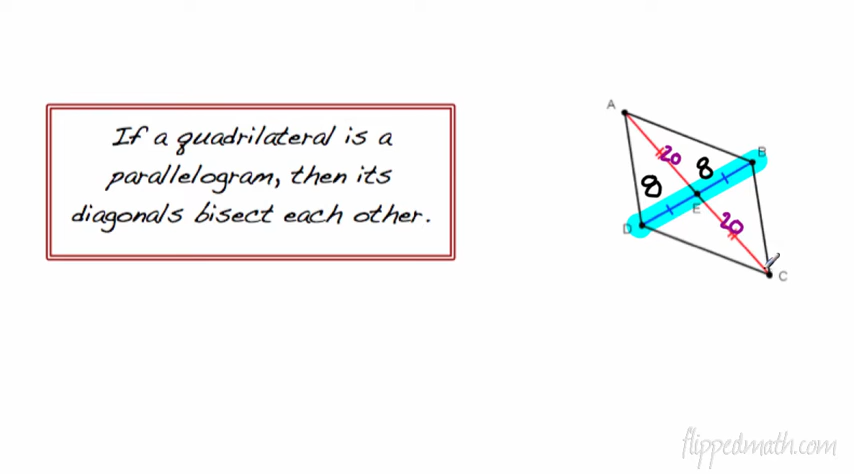 If a quadrilateral is a
parallelogram, then its
diagonals bisect each other.
A
20
B
8
8
E
D
20
C
flippedmath.com